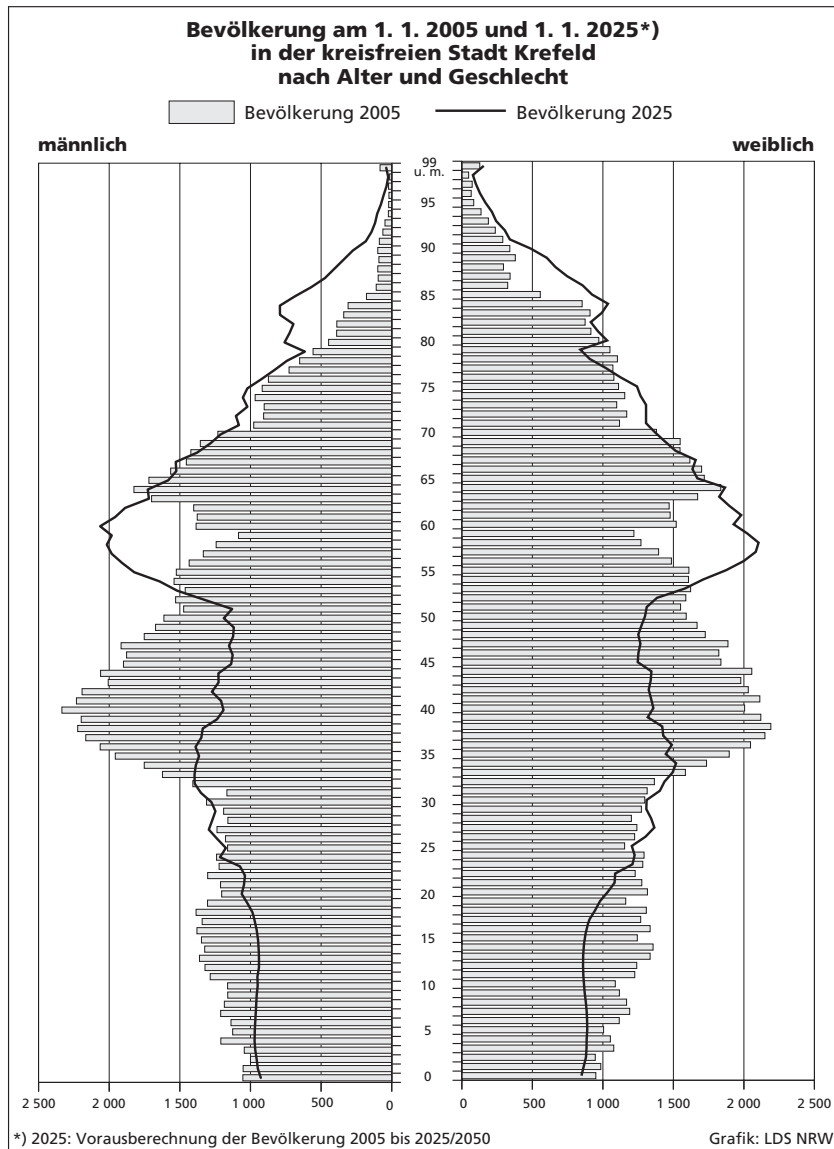 Bevölkerung am 1. 1. 2005 und 1. 1. 2025*)
in der kreisfreien Stadt Krefeld
nach Alter und Geschlecht
Bevölkerung 2005 Bevölkerung 2025
männlich weiblich
99
u. m.
95
90
85
80
75
70
65
60
55
50
45
40
35
30
25
20
15
10
5
0
2 500 2 000 1 500 1 000 500 0 0 500 1 000 1 500 2 000 2 500
*) 2025: Vorausberechnung der Bevölkerung 2005 bis 2025/2050 Grafik: LDS NRW